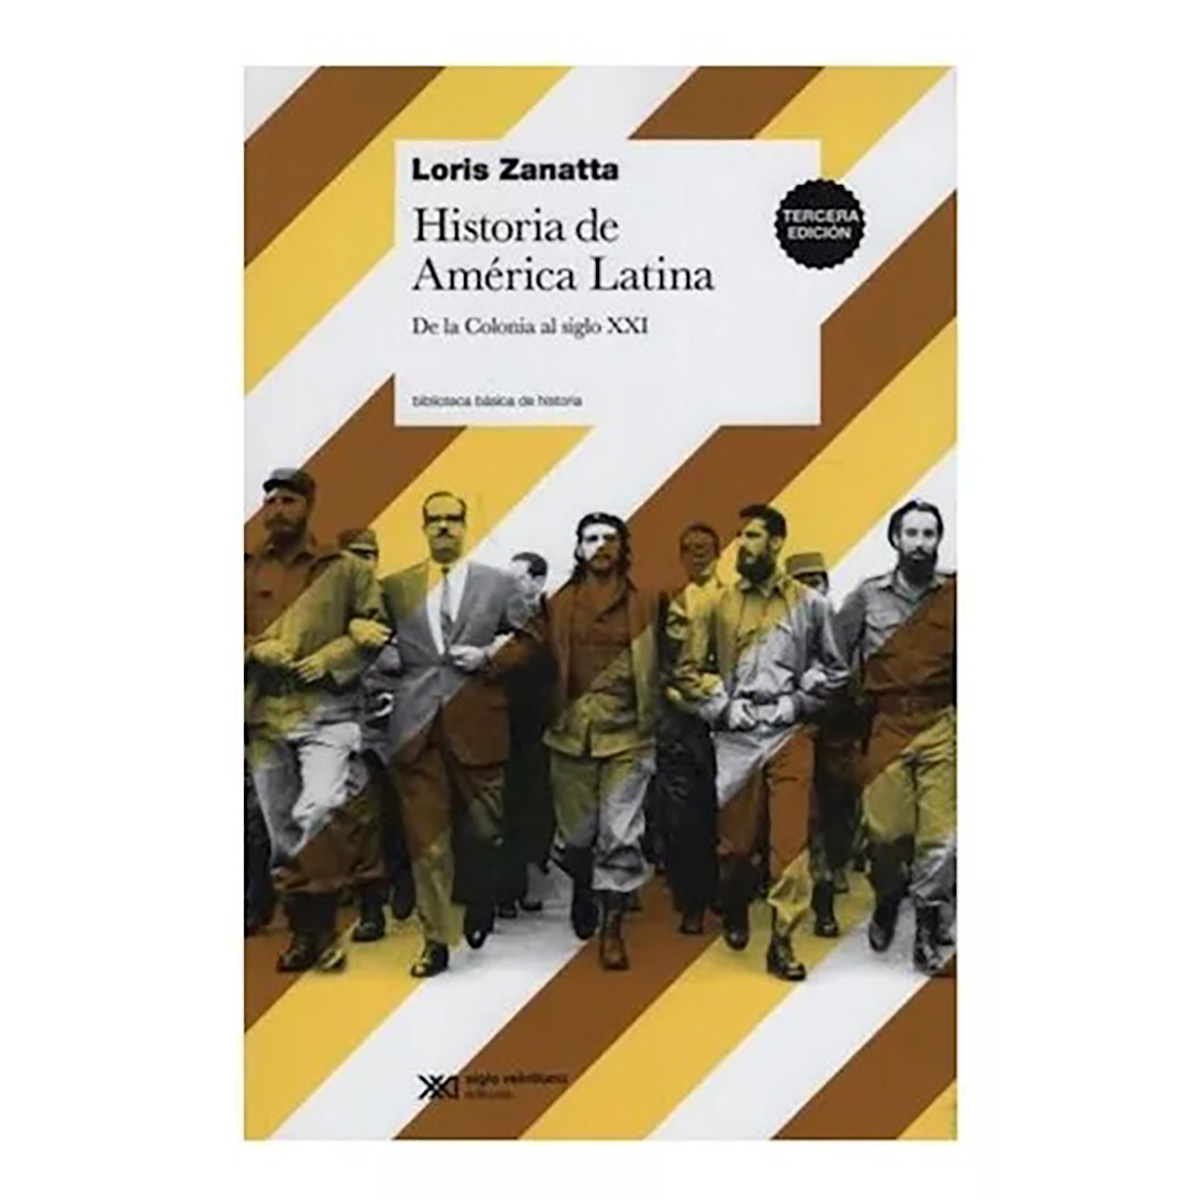 Loris Zanatta
Historia de
América Latina
De la Colonia al siglo XXI
biblioteca básica de historia
TERCERA
EDICIÓN
siglo veintiuno
editores